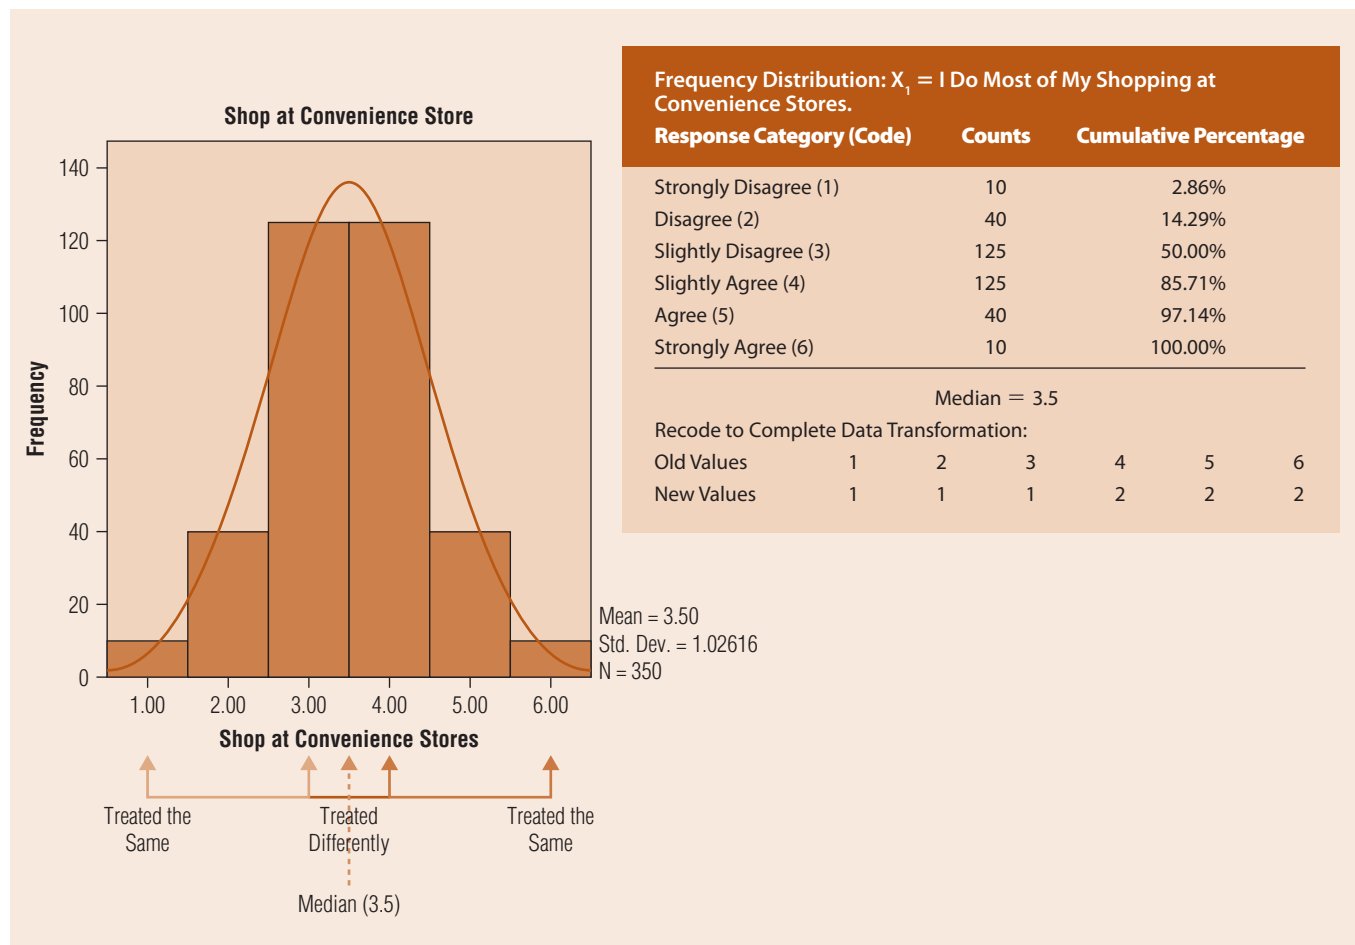 Shop at Convenience Store
Frequency
140
120
100
80
60
40
20
0
1.00 2.00 3.00 4.00 5.00 6.00
Shop at Convenience Stores
Mean = 3.50
Std. Dev. = 1.02616
N = 350
Treated the Same
Treated Differently
Treated the Same
Median (3.5)
Frequency Distribution: X₁ = I Do Most of My Shopping at
Convenience Stores.
Response Category (Code) Counts Cumulative Percentage
Strongly Disagree (1) 10 2.86%
Disagree (2) 40 14.29%
Slightly Disagree (3) 125 50.00%
Slightly Agree (4) 125 85.71%
Agree (5) 40 97.14%
Strongly Agree (6) 10 100.00%
Median = 3.5
Recode to Complete Data Transformation:
Old Values 1 2 3 4 5 6
New Values 1 1 1 2 2 2